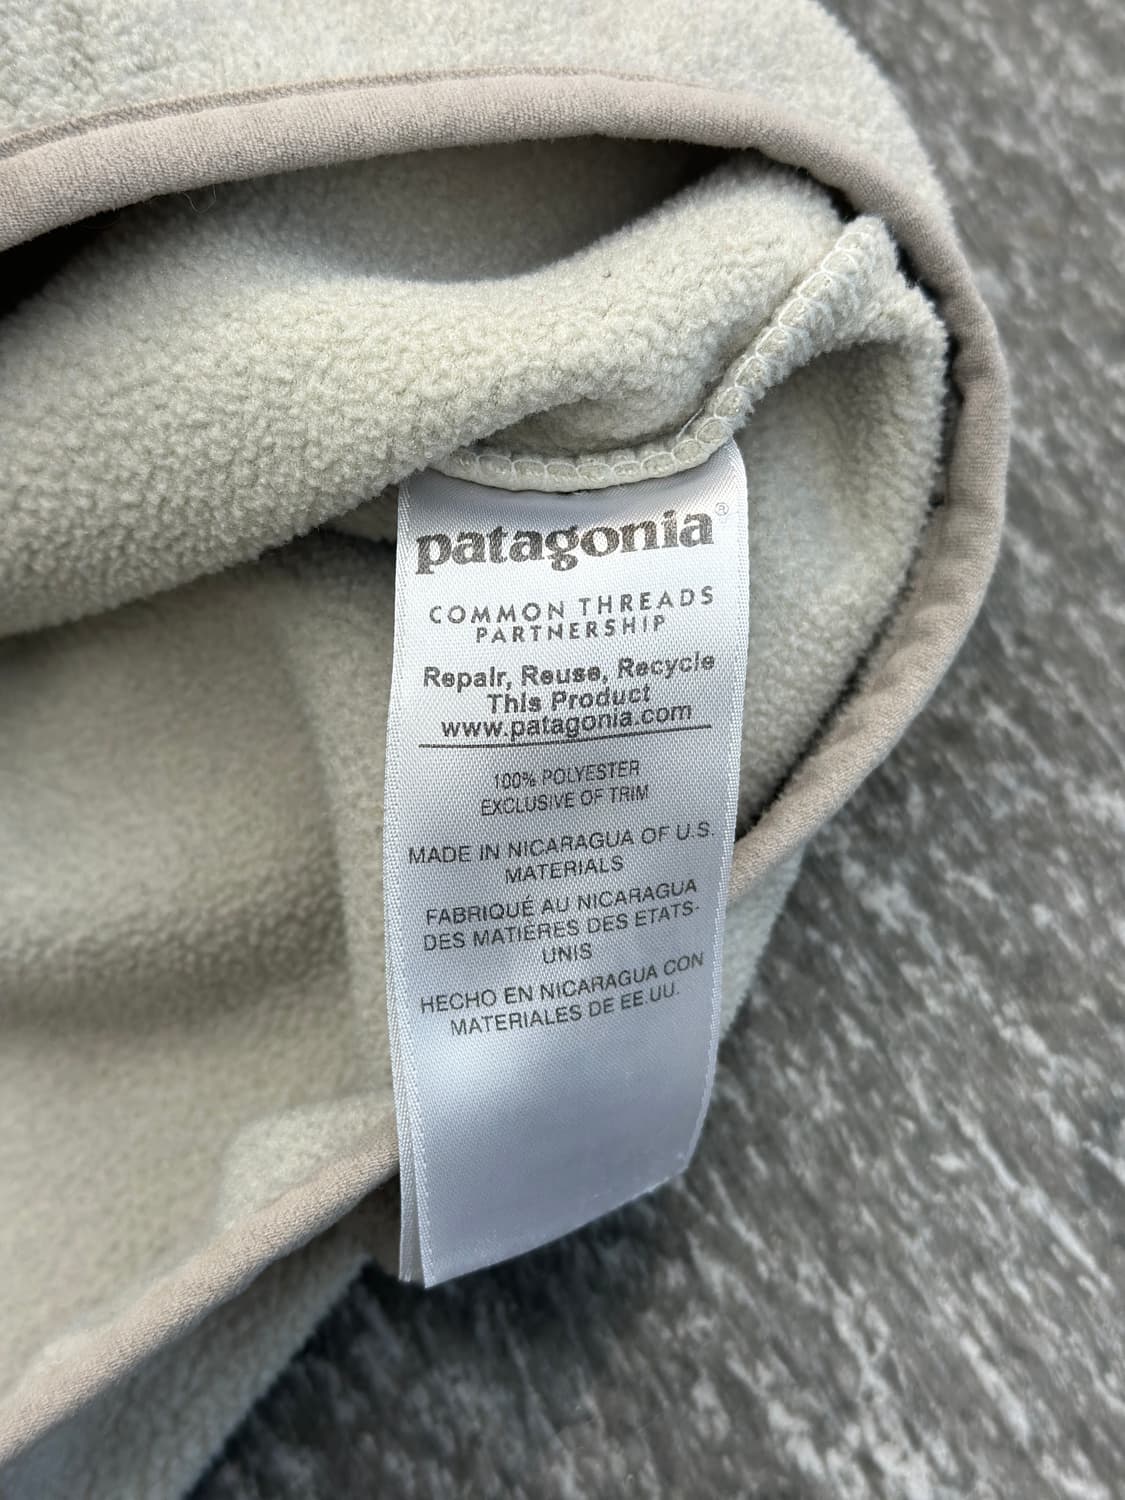 patagonia®
COMMON THREADS
PARTNERSHIP
Repair, Reuse, Recycle
This Product
www.patagonia.com
100% POLYESTER
EXCLUSIVE OF TRIM
MADE IN NICARAGUA OF U.S.
MATERIALS
FABRIQUÉ AU NICARAGUA
DES MATIÈRES DES ETATS-
UNIS
HECHO EN NICARAGUA CON
MATERIALES DE EE.UU.